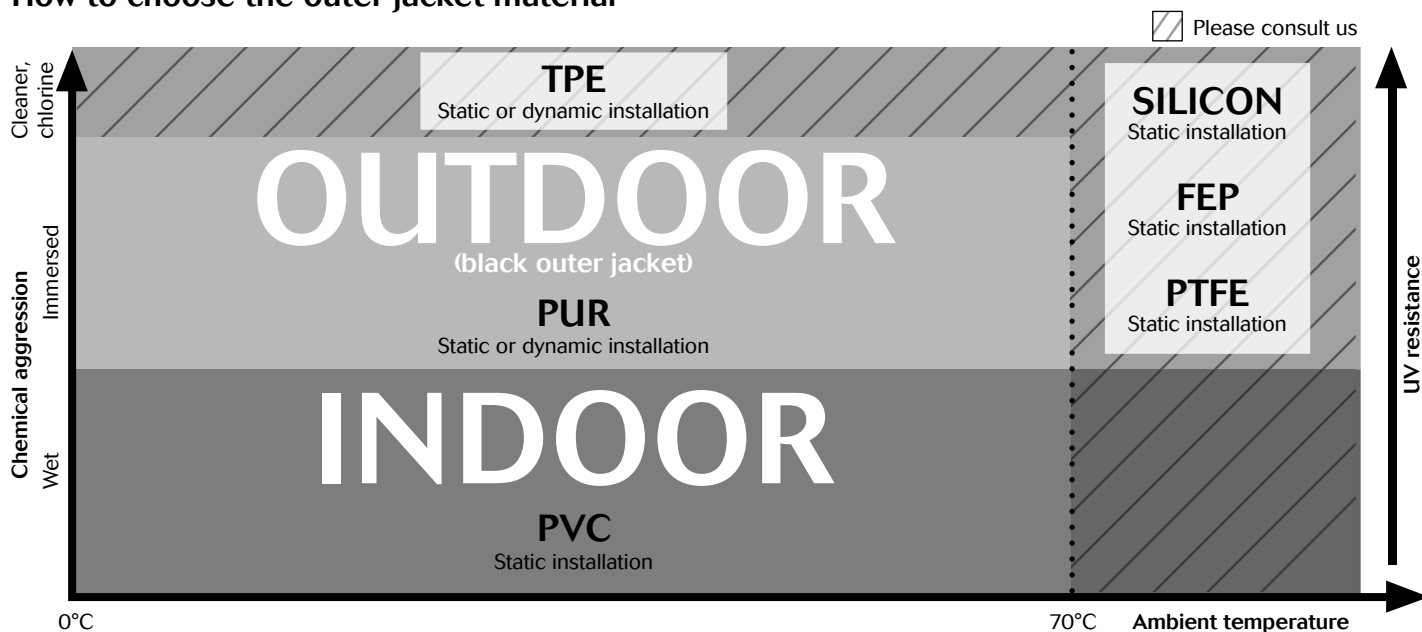 How to choose the outer jacket material
Please consult us
Cleaner,
chlorine
TPE
Static or dynamic installation
SILICON
Static installation
OUTDOOR
(black outer jacket)
FEP
Static installation
Immersed
PUR
Static or dynamic installation
PTFE
Static installation
Chemical aggression
UV resistance
INDOOR
Wet
PVC
Static installation
0°C
70°C
Ambient temperature